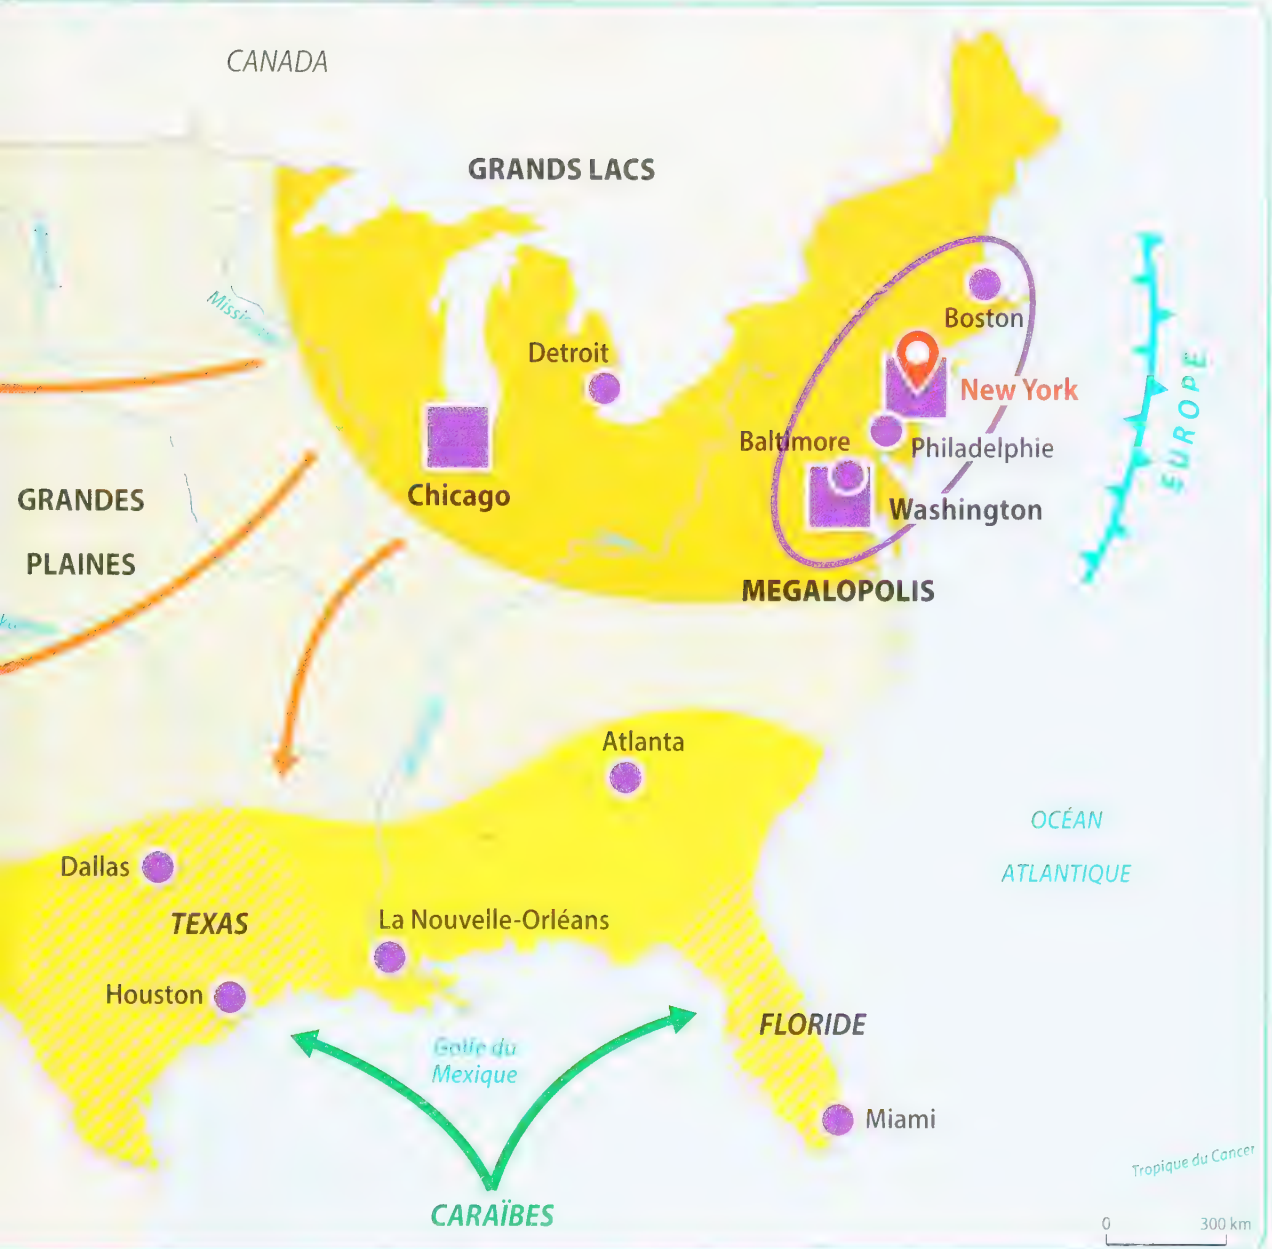 CANADA
GRANDS LACS
Boston
Detroit
New York
EUROPE
Baltimore
Philadelphie
Chicago
Washington
GRANDES
PLAINES
MEGALOPOLIS
Atlanta
OCÉAN
ATLANTIQUE
Dallas
TEXAS
La Nouvelle-Orléans
Houston
FLORIDE
Golfe du
Mexique
Miami
Tropique du Cancer
CARAÏBES
0 300 km